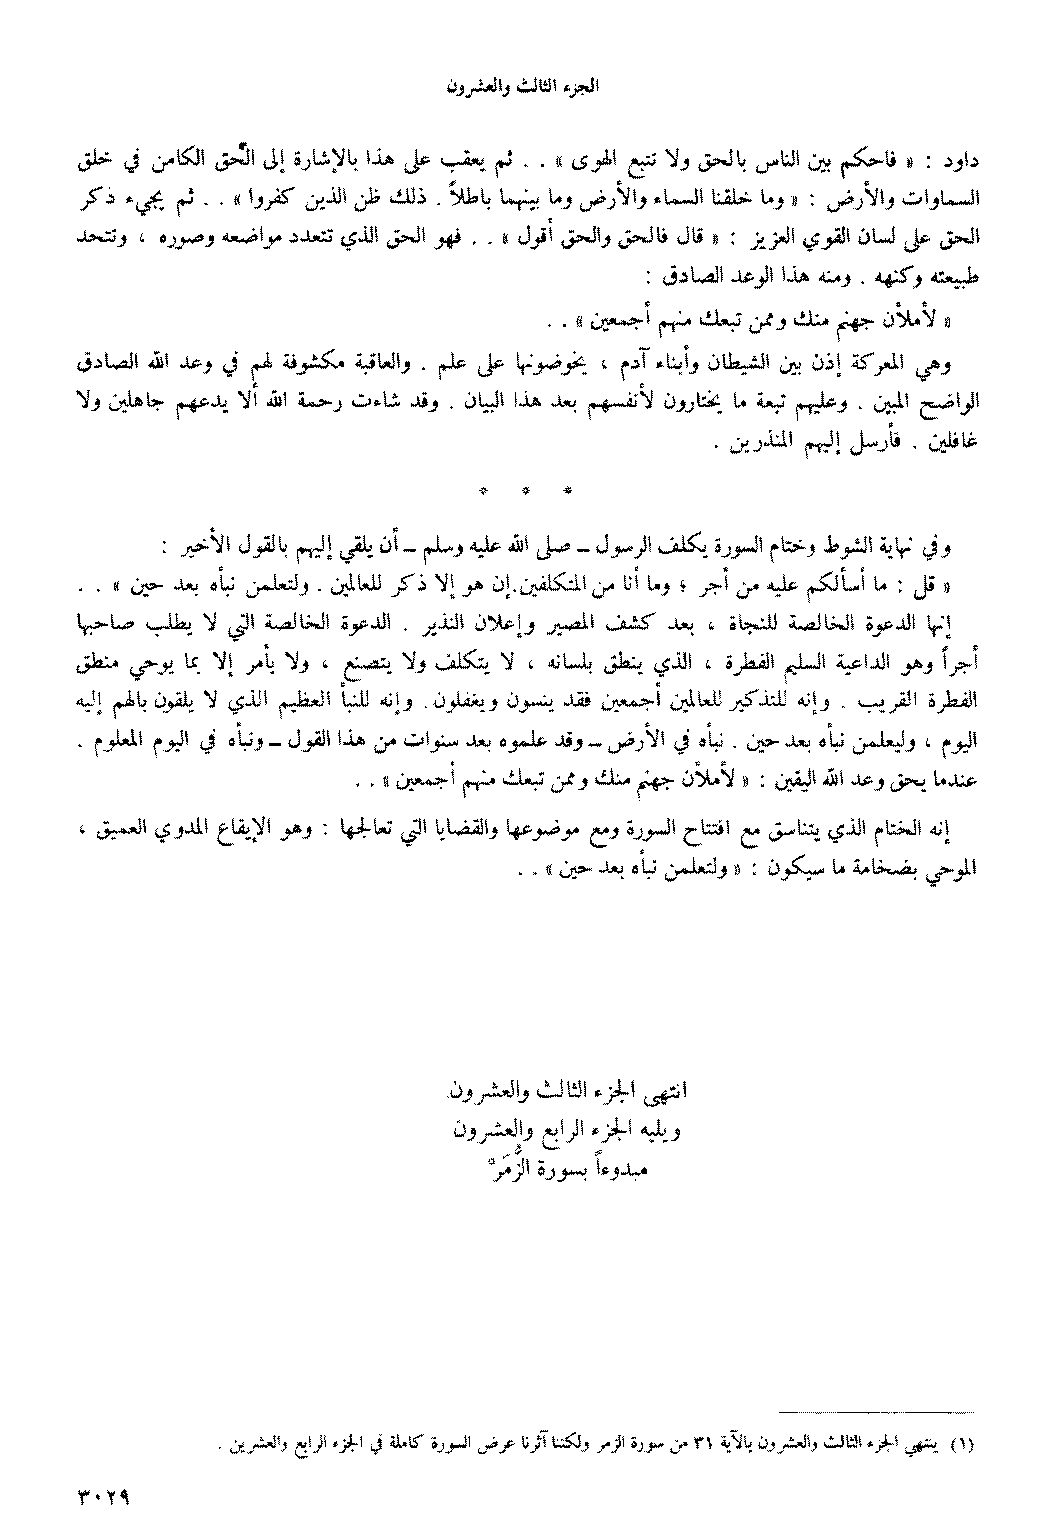 الجزء الثالث والعشرون
داود : « فاحكم بين الناس بالحق ولا تتبع الهوى » . . ثم يعقب على هذا بالإشارة إلى الحق الكامن في خلق
السماوات والأرض : « وما خلقنا السماء والأرض وما بينهما باطلاً . ذلك ظن الذين كفروا » . . ثم يجيء ذكر
الحق على لسان القوي العزيز : « قال فالحق والحق أقول » . . فهو الحق الذي تتعدد مواضعه وصوره ، وتتحد
طبيعته وكنهه . ومنه هذا الوعد الصادق :
« لأملأن جهنم منك وممن تبعك منهم أجمعين » . .
وهي المعركة إذن بين الشيطان وأبناء آدم ، يخوضونها على علم . والعاقبة مكشوفة لهم في وعد الله الصادق
الواضح المبين . وعليهم تبعة ما يختارون لأنفسهم بعد هذا البيان . وقد شاءت رحمة الله ألا يدعهم جاهلين ولا
غافلين . فأرسل إليهم المنذرين .
* * *
وفي نهاية الشوط وختام السورة يكلف الرسول – صلى الله عليه وسلم – أن يلقي إليهم بالقول الأخير :
« قل : ما أسألكم عليه من أجر ؛ وما أنا من المتكلفين.إن هو إلا ذكر للعالمين . ولتعلمن نبأه بعد حين » . .
إنها الدعوة الخالصة للنجاة ، بعد كشف المصير وإعلان النذير . الدعوة الخالصة التي لا يطلب صاحبها
أجراً وهو الداعية السليم الفطرة ، الذي ينطق بلسانه ، لا يتكلف ولا يتصنع ، ولا يأمر إلا بما يوحي منطق
الفطرة القريب . وإنه للتذكير للعالمين أجمعين فقد ينسون ويغفلون. وإنه للنبأ العظيم الذي لا يلقون بالهم إليه
اليوم ، وليعلمن نبأه بعد حين . نبأه في الأرض – وقد علموه بعد سنوات من هذا القول – ونبأه في اليوم المعلوم .
عندما يحق وعد الله اليقين : « لأملأن جهنم منك وممن تبعك منهم أجمعين » . .
إنه الختام الذي يتناسق مع افتتاح السورة ومع موضوعها والقضايا التي تعالجها : وهو الإيقاع المدوي العميق ،
الموحي بضخامة ما سيكون : « ولتعلمن نبأه بعد حين » . .
انتهى الجزء الثالث والعشرون
ويليه الجزء الرابع والعشرون
مبدوءاً بسورة الزُّمَرْ
(١) ينتهي الجزء الثالث والعشرون بالآية ٣١ من سورة الزمر ولكننا آثرنا عرض السورة كاملة في الجزء الرابع والعشرين .
٣٠٢٩